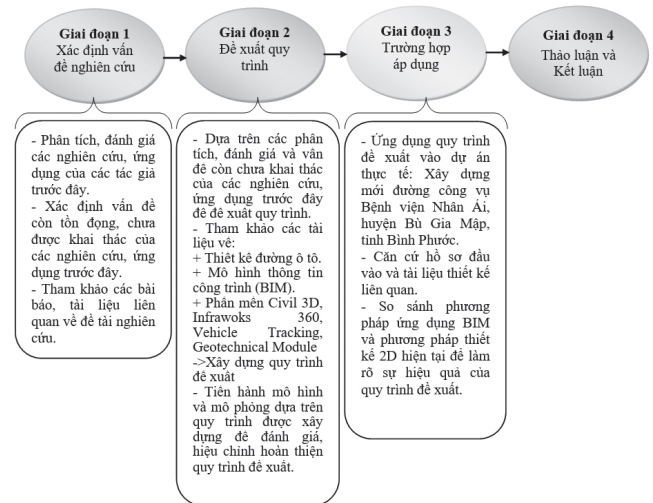 Giai đoạn 1
Xác định vấn
đề nghiên cứu
Giai đoạn 2
Đề xuất quy
trình
Giai đoạn 3
Trường hợp
áp dụng
Giai đoạn 4
Thảo luận và
Kết luận
- Phân tích, đánh giá
các nghiên cứu, ứng
dụng của các tác giả
trước đây.
- Xác định vấn đề
còn tồn đọng, chưa
được khai thác của
các nghiên cứu, ứng
dụng trước đây.
- Tham khảo các bài
báo, tài liệu liên
quan về đề tài nghiên
cứu.
- Dựa trên các phân
tích, đánh giá và vấn
đề còn chưa khai thác
của các nghiên cứu,
ứng dụng trước đây
để đề xuất quy trình.
- Tham khảo các tài
liệu về:
+ Thiết kế đường ô tô.
+ Mô hình thông tin
công trình (BIM).
+ Phần mền Civil 3D,
Infrawoks 360,
Vehicle Tracking,
Geotechnical Module
->Xây dựng quy trình
đề xuất
- Tiến hành mô hình
và mô phỏng dựa trên
quy trình được xây
dựng để đánh giá,
hiệu chỉnh hoàn thiện
quy trình đề xuất.
- Ứng dụng quy trình
đề xuất vào dự án
thực tế: Xây dựng
mới đường công vụ
Bệnh viện Nhân Ái,
huyện Bù Gia Mập,
tỉnh Bình Phước.
- Căn cứ hồ sơ đầu
vào và tài liệu thiết kế
liên quan.
- So sánh phương
pháp ứng dụng BIM
và phương pháp thiết
kế 2D hiện tại để làm
rõ sự hiệu quả của
quy trình đề xuất.